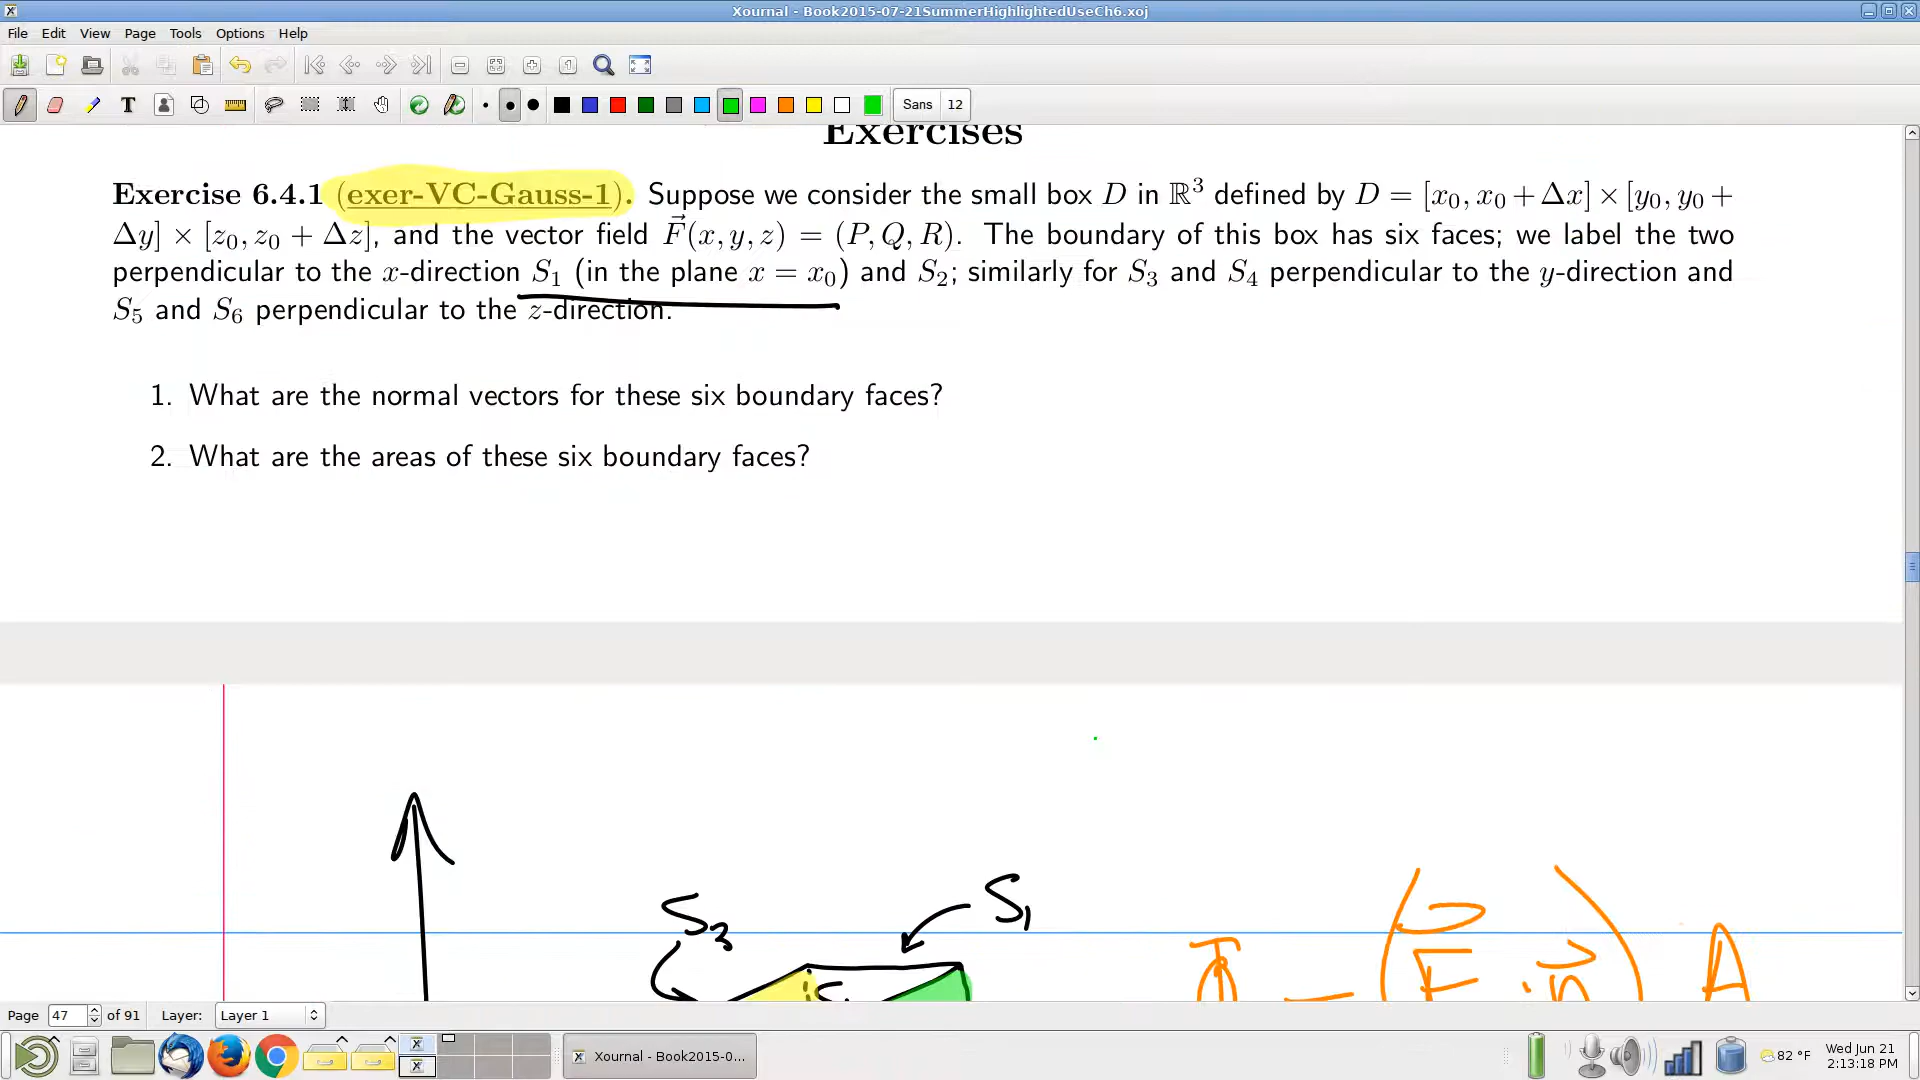 Xournal - Book2015-07-21SummerHighlightedUseCh6.xoj
File Edit View Page Tools Options Help
Sans 12
Exercises
Exercise 6.4.1 (exer-VC-Gauss-1). Suppose we consider the small box D in ℝ³ defined by D = [x₀, x₀ + Δx] × [y₀, y₀ +
Δy] × [z₀, z₀ + Δz], and the vector field F⃗(x, y, z) = (P, Q, R). The boundary of this box has six faces; we label the two
perpendicular to the x-direction S₁ (in the plane x = x₀) and S₂; similarly for S₃ and S₄ perpendicular to the y-direction and
S₅ and S₆ perpendicular to the z-direction.
1. What are the normal vectors for these six boundary faces?
2. What are the areas of these six boundary faces?
S₃ S₁
(F⃗ · n⃗) A
Page 47 of 91 Layer: Layer 1
Xournal - Book2015-0...
82 °F
Wed Jun 21
2:13:18 PM